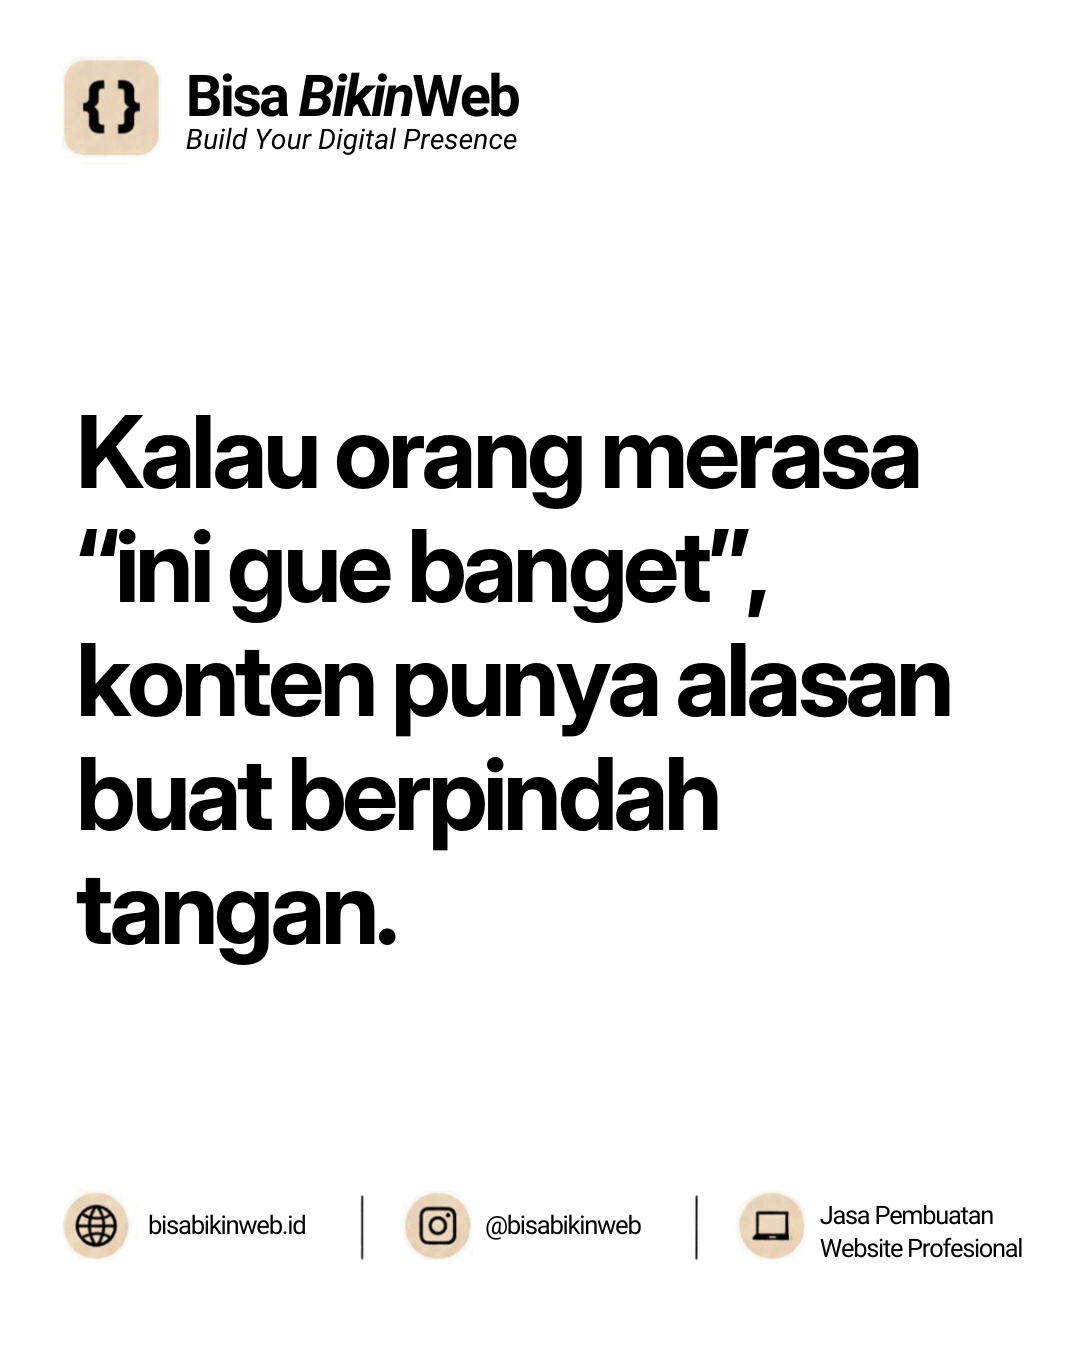 { }
Bisa BikinWeb
Build Your Digital Presence
Kalau orang merasa
“ini gue banget”,
konten punya alasan
buat berpindah
tangan.
bisabikinweb.id
@bisabikinweb
Jasa Pembuatan
Website Profesional